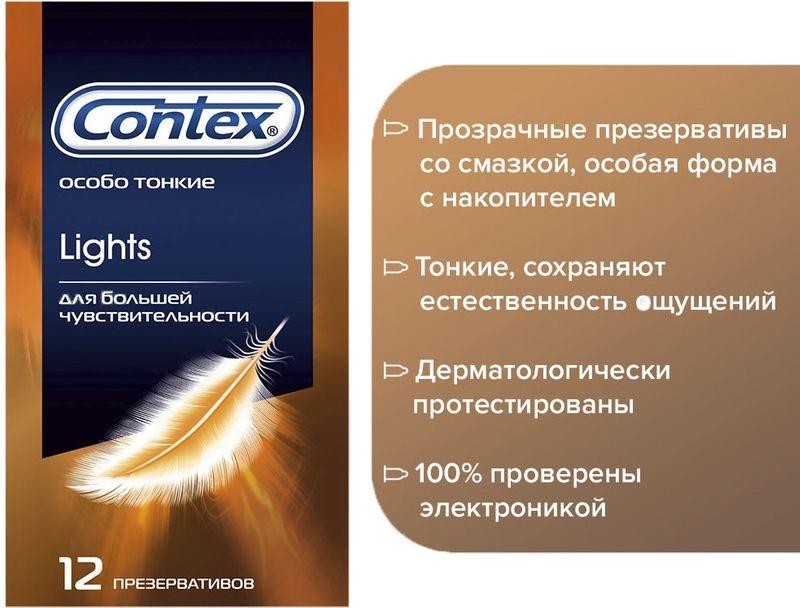 Contex®
особо тонкие
Lights
для большей
чувствительности
12 ПРЕЗЕРВАТИВОВ
Прозрачные презервативы
со смазкой, особая форма
с накопителем
Тонкие, сохраняют
естественность ощущений
Дерматологически
протестированы
100% проверены
электроникой